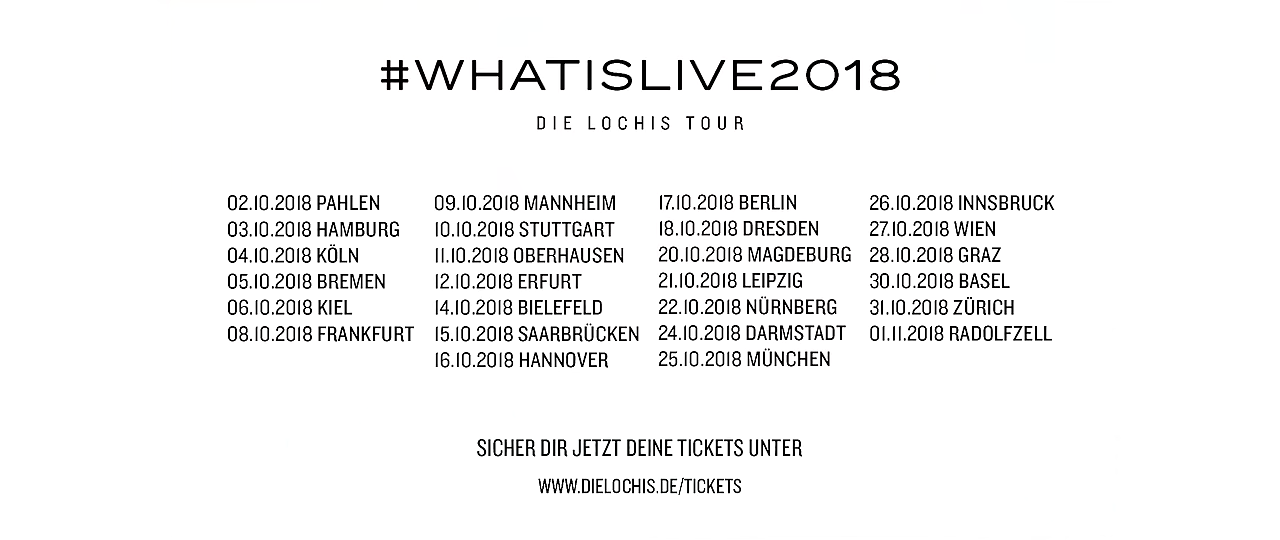 #WHATISLIVE2018
DIE LOCHIS TOUR
02.10.2018 PAHLEN
03.10.2018 HAMBURG
04.10.2018 KÖLN
05.10.2018 BREMEN
06.10.2018 KIEL
08.10.2018 FRANKFURT
09.10.2018 MANNHEIM
10.10.2018 STUTTGART
11.10.2018 OBERHAUSEN
12.10.2018 ERFURT
14.10.2018 BIELEFELD
15.10.2018 SAARBRÜCKEN
16.10.2018 HANNOVER
17.10.2018 BERLIN
18.10.2018 DRESDEN
20.10.2018 MAGDEBURG
21.10.2018 LEIPZIG
22.10.2018 NÜRNBERG
24.10.2018 DARMSTADT
25.10.2018 MÜNCHEN
26.10.2018 INNSBRUCK
27.10.2018 WIEN
28.10.2018 GRAZ
30.10.2018 BASEL
31.10.2018 ZÜRICH
01.11.2018 RADOLFZELL
SICHER DIR JETZT DEINE TICKETS UNTER
WWW.DIELOCHIS.DE/TICKETS